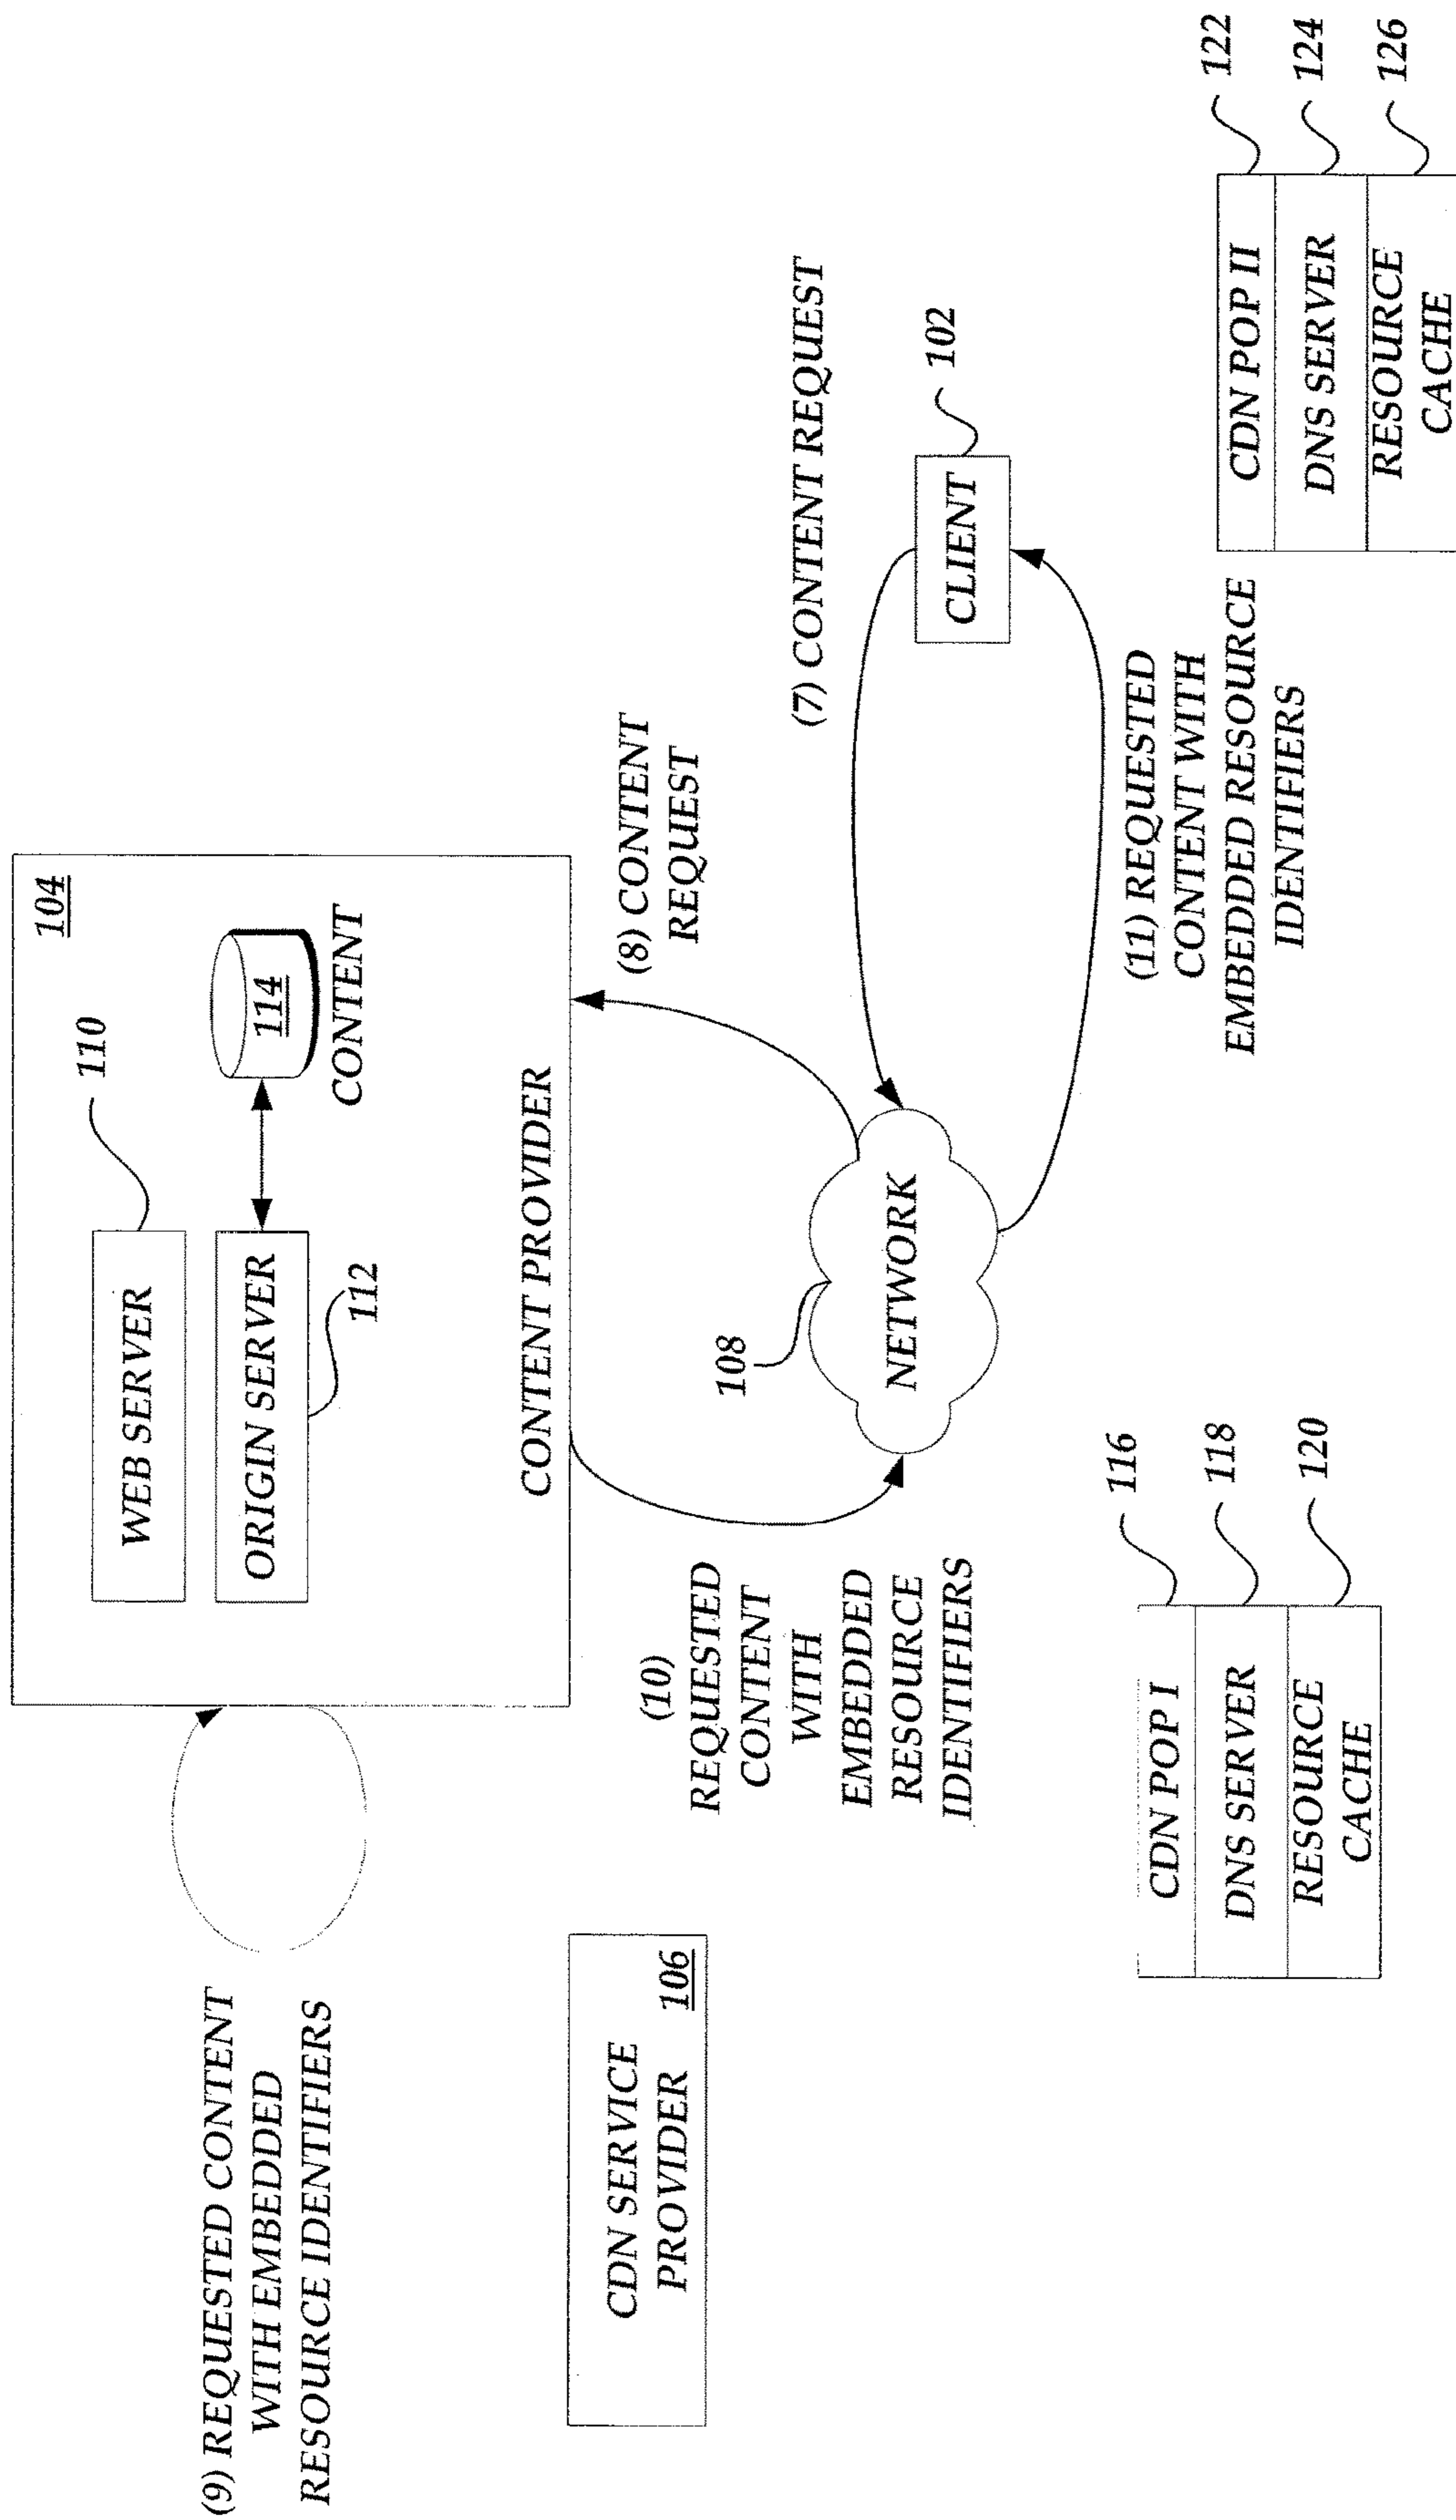 (9) REQUESTED CONTENT
WITH EMBEDDED
RESOURCE IDENTIFIERS
104
WEB SERVER
110
ORIGIN SERVER
112
114
CONTENT
CONTENT PROVIDER
CDN SERVICE
PROVIDER
106
(10)
REQUESTED
CONTENT
WITH
EMBEDDED
RESOURCE
IDENTIFIERS
(8) CONTENT
REQUEST
108
NETWORK
(7) CONTENT REQUEST
CLIENT
102
(11) REQUESTED
CONTENT WITH
EMBEDDED RESOURCE
IDENTIFIERS
CDN POP I
116
DNS SERVER
118
RESOURCE
CACHE
120
CDN POP II
122
DNS SERVER
124
RESOURCE
CACHE
126